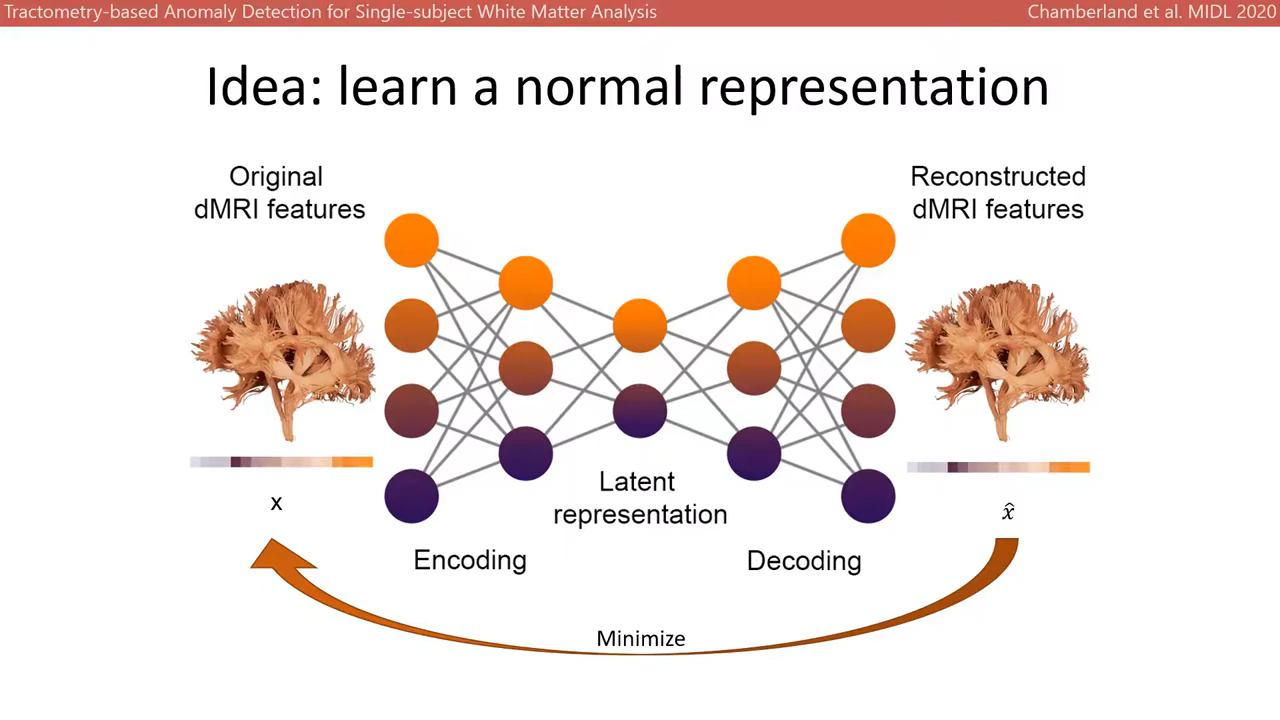 Tractometry-based Anomaly Detection for Single-subject White Matter Analysis
Chamberland et al. MIDL 2020
Idea: learn a normal representation
Original
dMRI features
Reconstructed
dMRI features
x
Latent
representation
x̂
Encoding
Decoding
Minimize